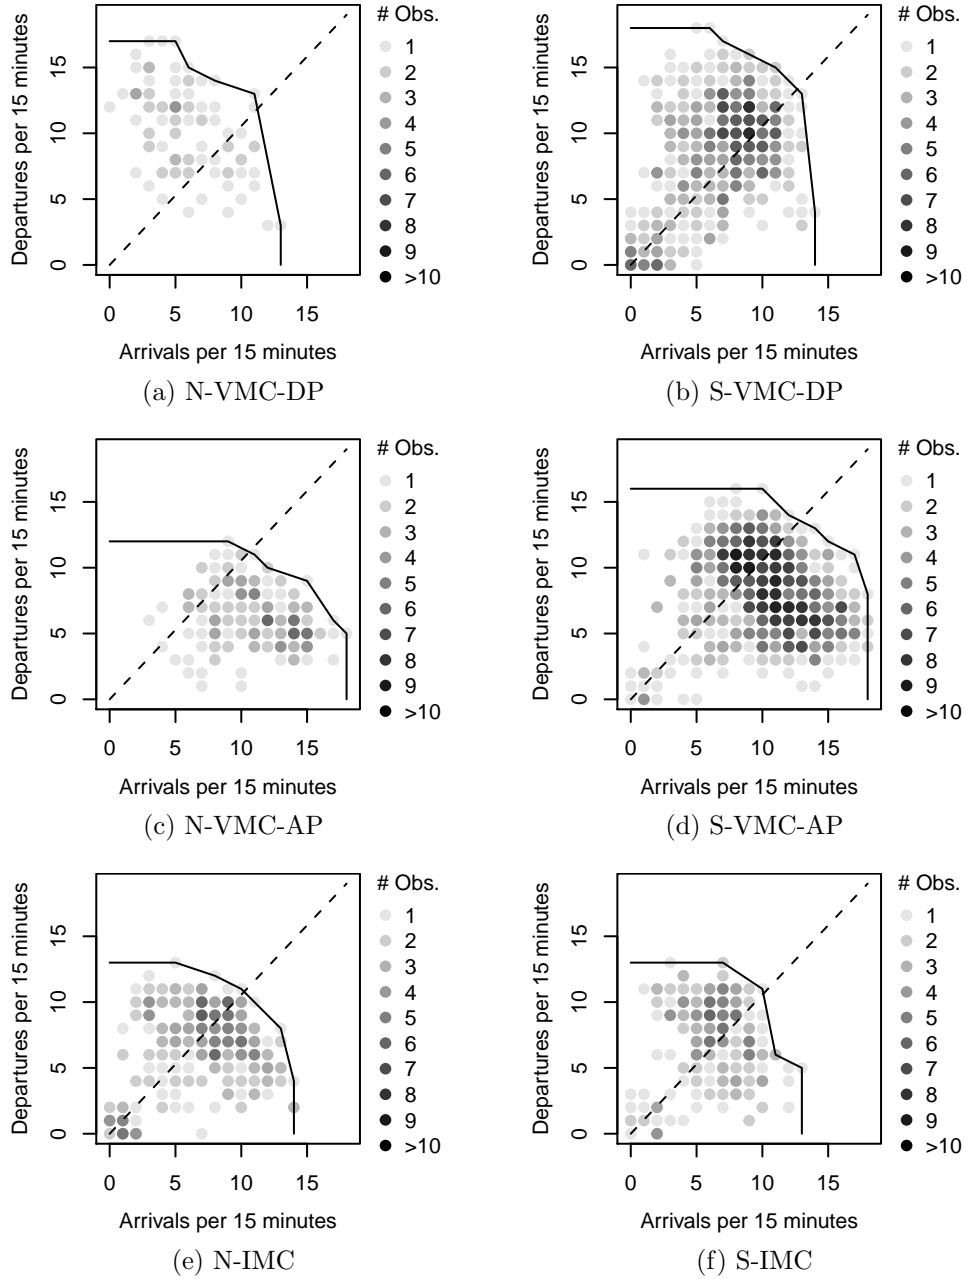 # Obs.
1
2
3
4
5
6
7
8
9
>10
Departures per 15 minutes
15
10
5
0
0 5 10 15
Arrivals per 15 minutes
(a) N-VMC-DP
# Obs.
1
2
3
4
5
6
7
8
9
>10
Departures per 15 minutes
15
10
5
0
0 5 10 15
Arrivals per 15 minutes
(b) S-VMC-DP
# Obs.
1
2
3
4
5
6
7
8
9
>10
Departures per 15 minutes
15
10
5
0
0 5 10 15
Arrivals per 15 minutes
(c) N-VMC-AP
# Obs.
1
2
3
4
5
6
7
8
9
>10
Departures per 15 minutes
15
10
5
0
0 5 10 15
Arrivals per 15 minutes
(d) S-VMC-AP
# Obs.
1
2
3
4
5
6
7
8
9
>10
Departures per 15 minutes
15
10
5
0
0 5 10 15
Arrivals per 15 minutes
(e) N-IMC
# Obs.
1
2
3
4
5
6
7
8
9
>10
Departures per 15 minutes
15
10
5
0
0 5 10 15
Arrivals per 15 minutes
(f) S-IMC